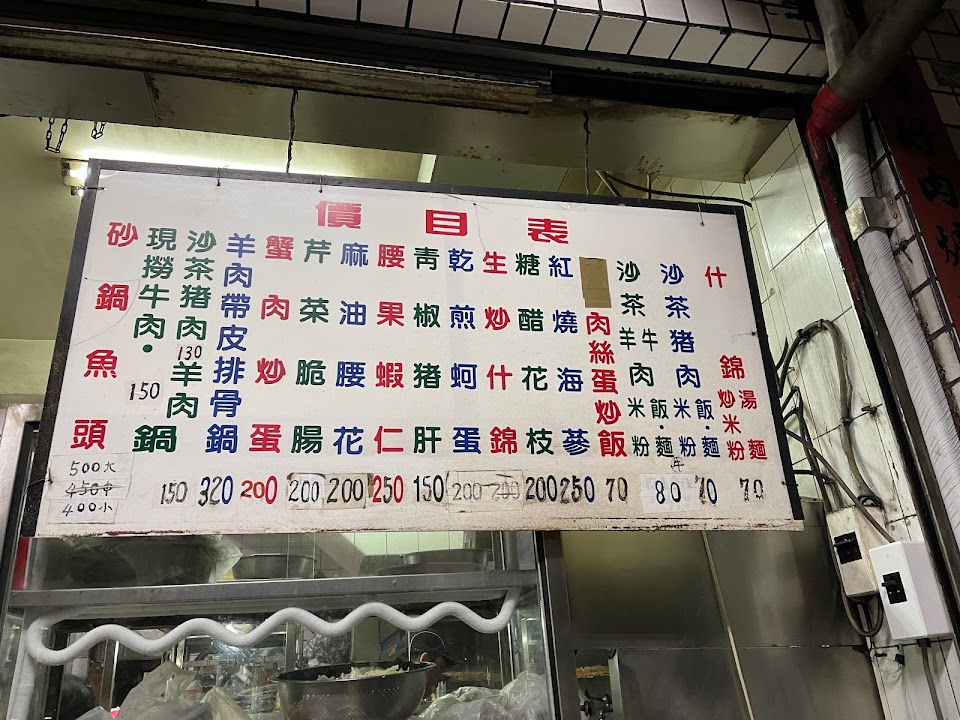 價目表
砂鍋魚頭
500大
450中
400小
現撈牛肉・
150
沙茶豬肉
130
羊肉
鍋
150
羊肉帶皮排骨鍋
320
蟹肉炒蛋
200
芹菜脆腸
200
麻油腰花
200
腰果蝦仁
250
青椒豬肝
150
乾煎蚵蛋
200
生炒什錦
200
糖醋花枝
200
紅燒海蔘
250
肉絲蛋炒飯
70
沙茶羊牛肉米粉飯・麵
80
沙茶豬肉米粉飯・麵
70
什錦炒米粉湯麵
70